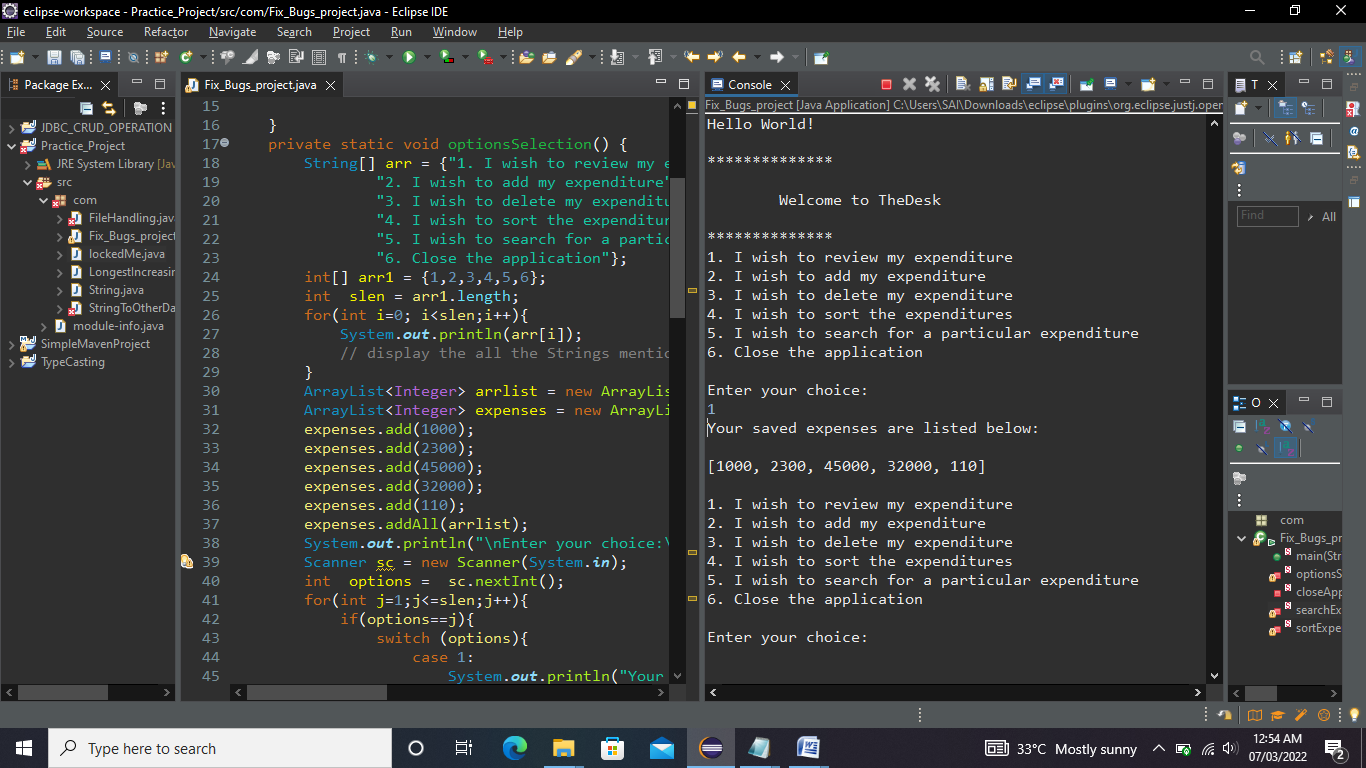 eclipse-workspace - Practice_Project/src/com/Fix_Bugs_project.java - Eclipse IDE
File Edit Source Refactor Navigate Search Project Run Window Help
Package Ex...
JDBC_CRUD_OPERATION
Practice_Project
JRE System Library [Jav
src
com
FileHandling.jav
Fix_Bugs_project
lockedMe.java
LongestIncreasin
String.java
StringToOtherDa
module-info.java
SimpleMavenProject
TypeCasting
Fix_Bugs_project.java
15
16 }
17 private static void optionsSelection() {
18 String[] arr = {"1. I wish to review my e
19 "2. I wish to add my expenditure"
20 "3. I wish to delete my expenditu
21 "4. I wish to sort the expenditur
22 "5. I wish to search for a partic
23 "6. Close the application"};
24 int[] arr1 = {1,2,3,4,5,6};
25 int  slen = arr1.length;
26 for(int i=0; i<slen;i++){
27 System.out.println(arr[i]);
28 // display the all the Strings mentio
29 }
30 ArrayList<Integer> arrlist = new ArrayLis
31 ArrayList<Integer> expenses = new ArrayLi
32 expenses.add(1000);
33 expenses.add(2300);
34 expenses.add(45000);
35 expenses.add(32000);
36 expenses.add(110);
37 expenses.addAll(arrlist);
38 System.out.println("\nEnter your choice:\
39 Scanner sc = new Scanner(System.in);
40 int  options =  sc.nextInt();
41 for(int j=1;j<=slen;j++){
42 if(options==j){
43 switch (options){
44 case 1:
45 System.out.println("Your
Console
Fix_Bugs_project [Java Application] C:\Users\SAI\Downloads\eclipse\plugins\org.eclipse.justj.open
Hello World!
**************
Welcome to TheDesk
**************
1. I wish to review my expenditure
2. I wish to add my expenditure
3. I wish to delete my expenditure
4. I wish to sort the expenditures
5. I wish to search for a particular expenditure
6. Close the application
Enter your choice:
1
Your saved expenses are listed below:
[1000, 2300, 45000, 32000, 110]
1. I wish to review my expenditure
2. I wish to add my expenditure
3. I wish to delete my expenditure
4. I wish to sort the expenditures
5. I wish to search for a particular expenditure
6. Close the application
Enter your choice:
T
Find All
O
com
Fix_Bugs_pr
main(Str
optionsS
closeApp
searchEx
sortExpe
Type here to search
33°C Mostly sunny
12:54 AM
07/03/2022
2